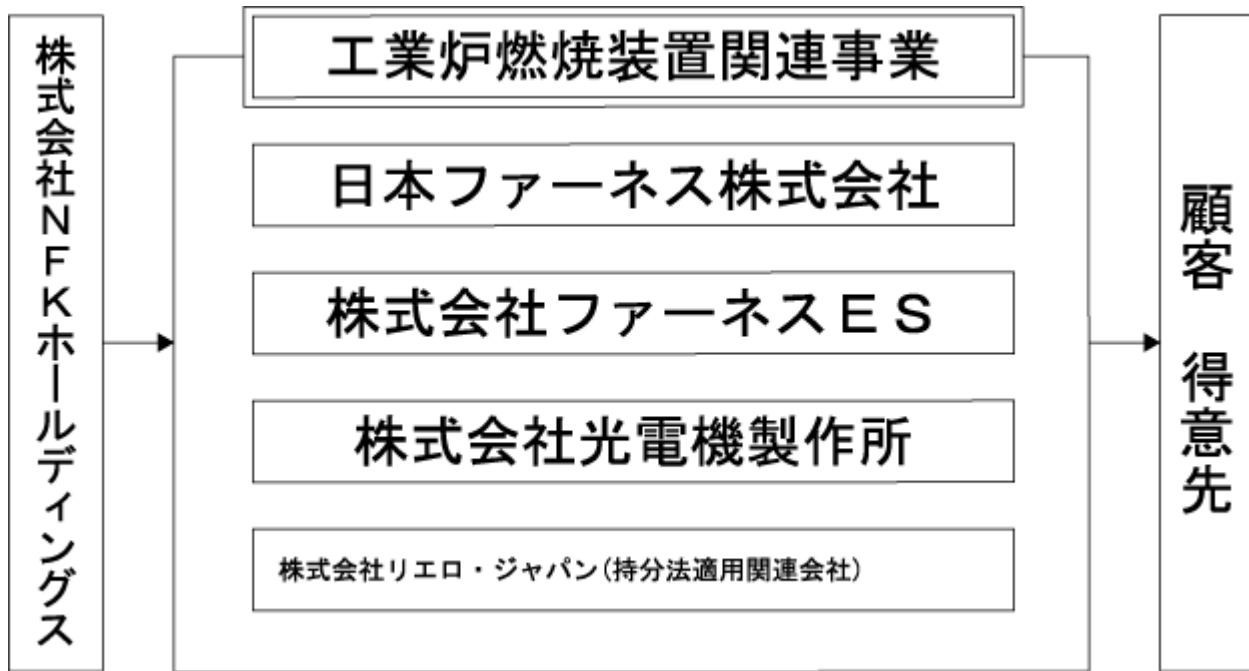 株式会社ＮＦＫホールディングス
工業炉燃焼装置関連事業
日本ファーネス株式会社
株式会社ファーネスＥＳ
株式会社光電機製作所
株式会社リエロ・ジャパン(持分法適用関連会社)
顧客　得意先